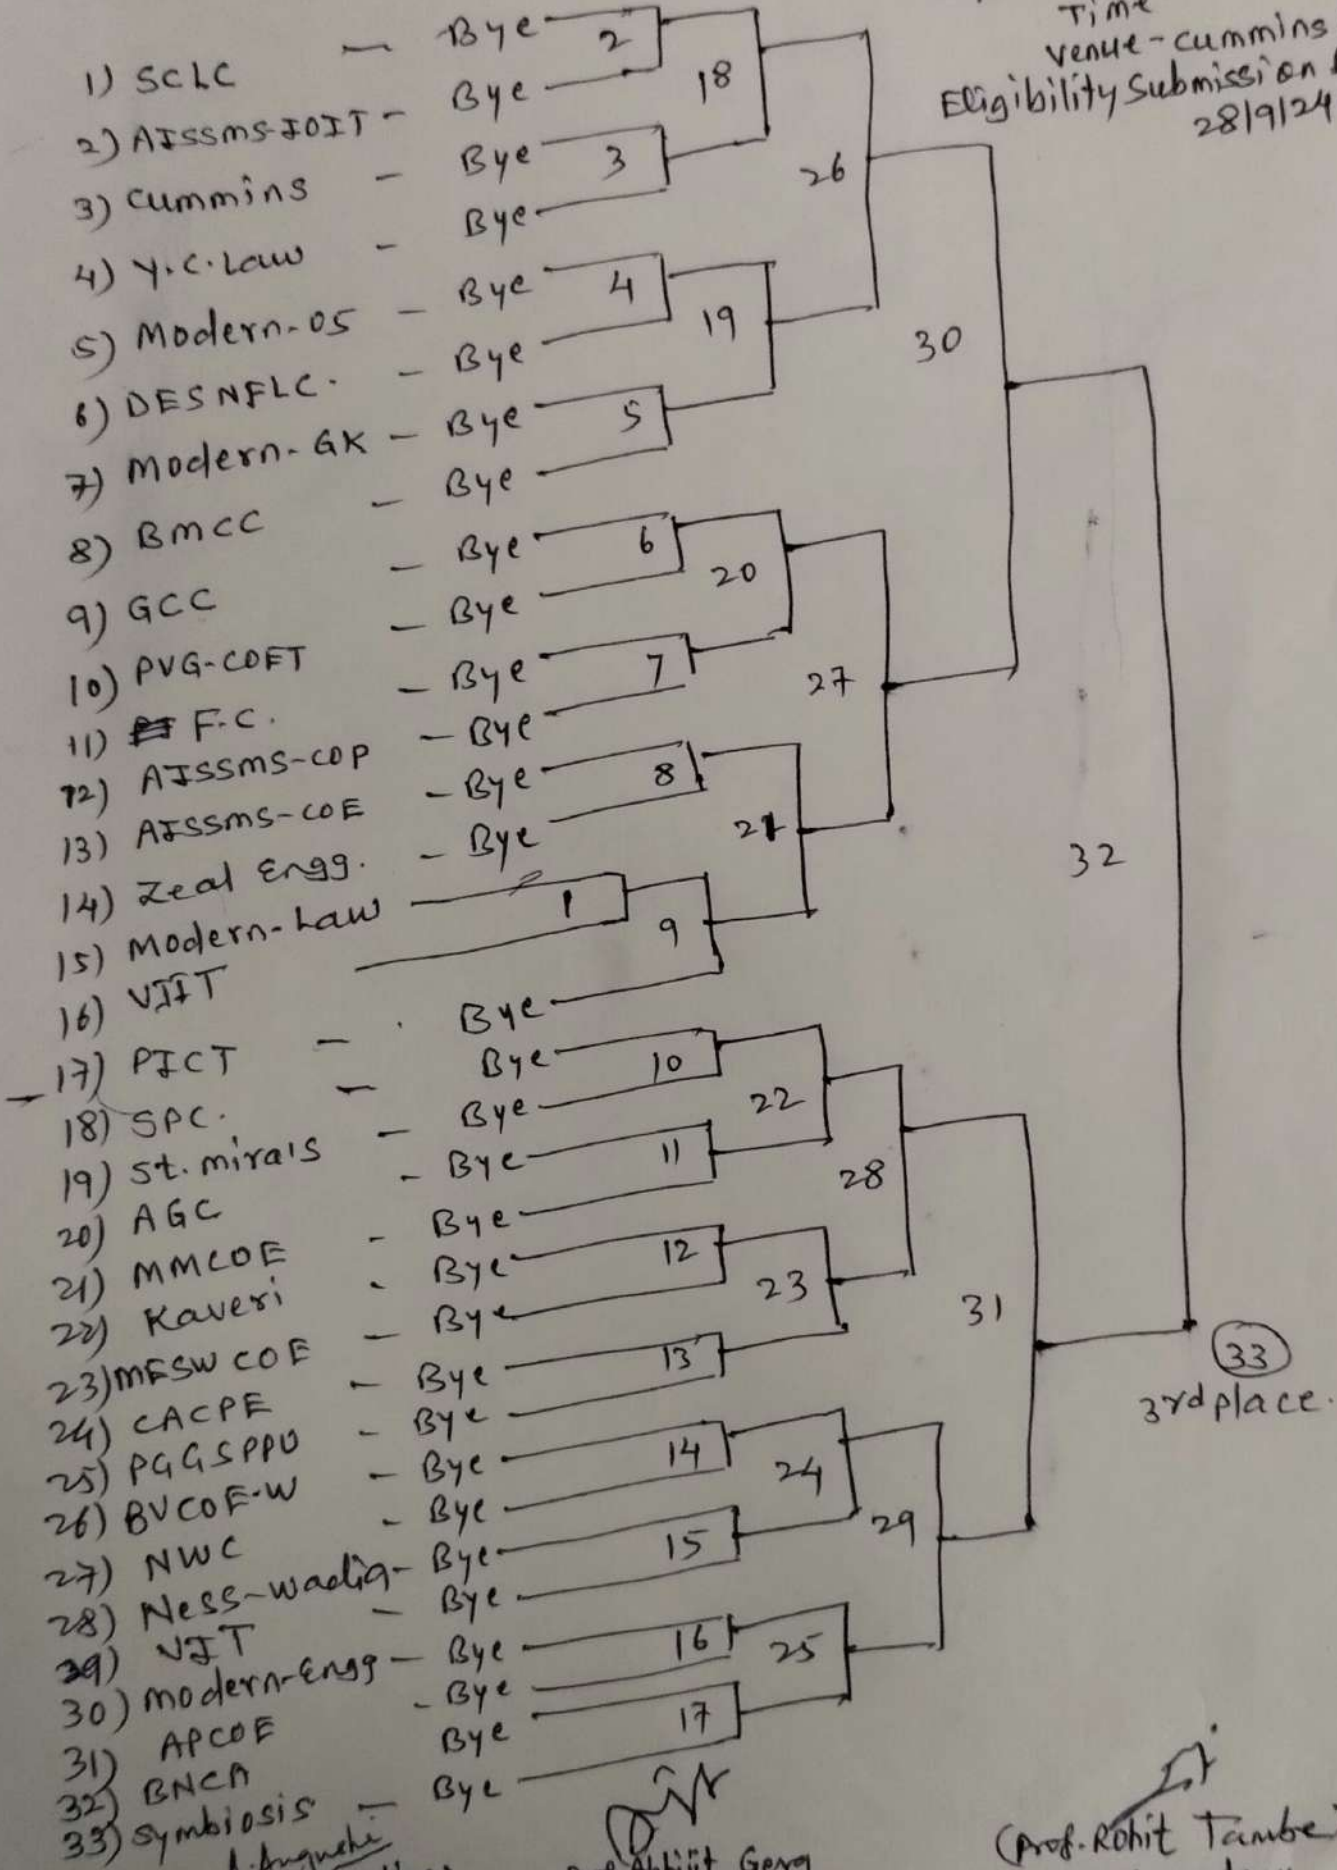 Time
Venue-cummins
Eligibility Submission
28/9/24
1) SCLC — Bye
2) AISSMS-IOIT - Bye
3) Cummins - Bye
4) Y.C. Law - Bye
5) Modern-05 - Bye
6) DESNFLC. - Bye
7) Modern-GK - Bye
8) BMCC - Bye
9) GCC - Bye
10) PVG-COET - Bye
11) F.C. - Bye
12) AISSMS-COP - Bye
13) AISSMS-COE - Bye
14) Zeal Engg. - Bye
15) Modern-Law
16) VIIT
17) PICT - Bye
18) SPC. - Bye
19) St. mira's - Bye
20) AGC - Bye
21) MMCOE - Bye
22) Kaveri - Bye
23) MESWCOE - Bye
24) CACPE - Bye
25) PGGSPPU - Bye
26) BVCOE-W - Bye
27) NWC - Bye
28) Ness-wadia - Bye
29) VIT - Bye
30) modern-Engg - Bye
31) APCOE - Bye
32) BNCA Bye
33) Symbiosis - Bye
2
3
4
5
6
7
8
1
9
10
11
12
13
14
15
16
17
18
19
20
21
22
23
24
25
26
27
28
29
30
31
32
33
3rd place.
(Prof. Rohit Tambe)